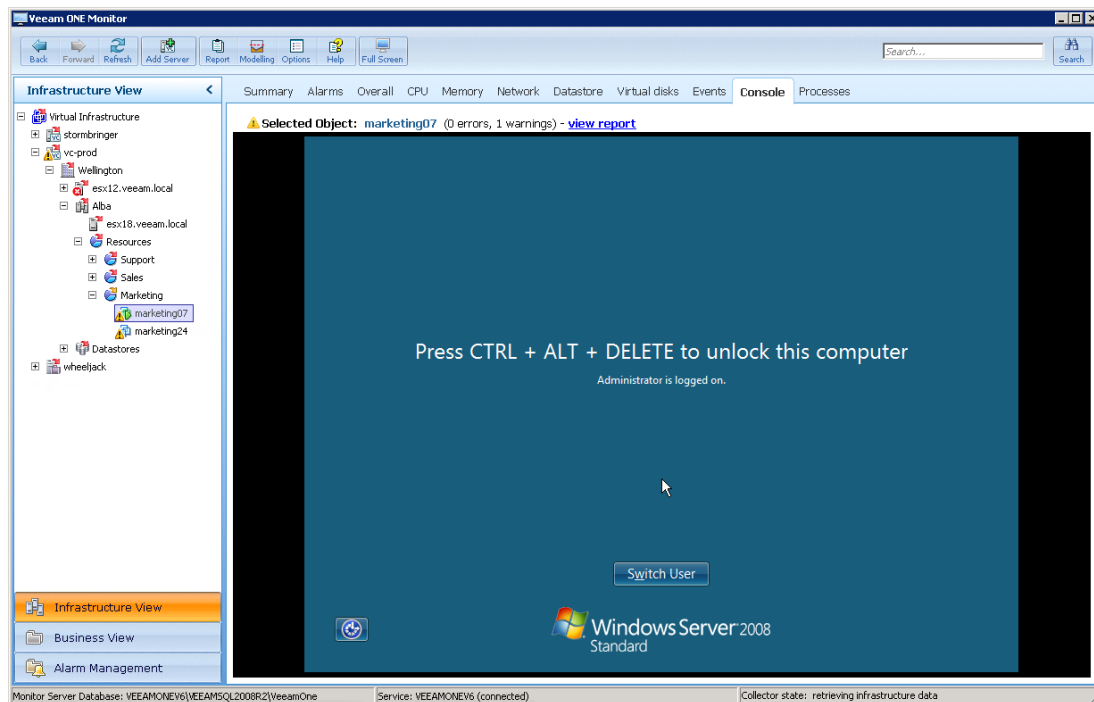 Veeam ONE Monitor
Back Forward Refresh Add Server Report Modelling Options Help Full Screen
Search...
Search
Infrastructure View
Summary Alarms Overall CPU Memory Network Datastore Virtual disks Events Console Processes
Selected Object: marketing07 (0 errors, 1 warnings) - view report
Virtual Infrastructure
stormbringer
vc-prod
Wellington
esx12.veeam.local
Alba
esx18.veeam.local
Resources
Support
Sales
Marketing
marketing07
marketing24
Datastores
wheeljack
Press CTRL + ALT + DELETE to unlock this computer
Administrator is logged on.
Switch User
Windows Server 2008
Standard
Infrastructure View
Business View
Alarm Management
Monitor Server Database: VEEAMONEV6\VEEAMSQL2008R2\VeeamOne
Service: VEEAMONEV6 (connected)
Collector state: retrieving infrastructure data